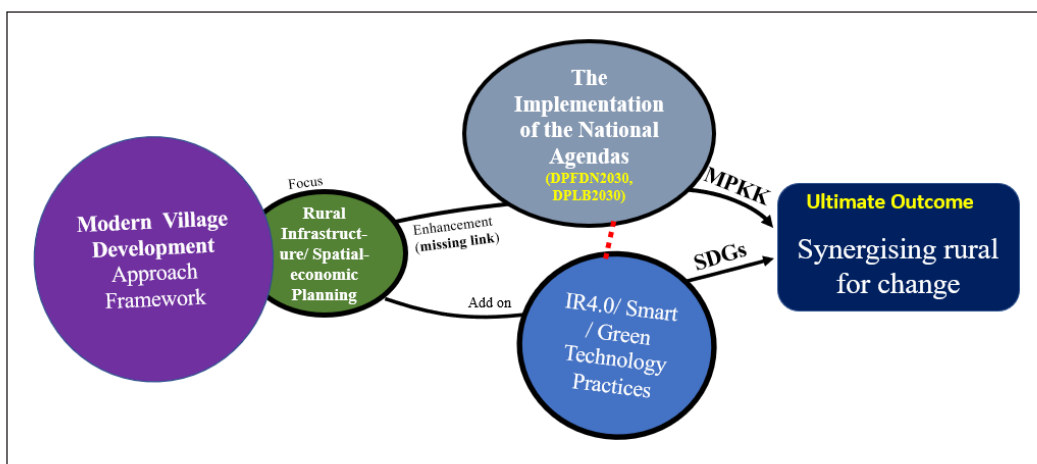 Modern Village
Development
Approach
Framework
Focus
Rural
Infrastruct-
ure/ Spatial-
economic
Planning
Enhancement
(missing link)
Add on
The
Implementation
of the National
Agendas
(DPFDN2030,
DPLB2030)
IR4.0/ Smart
/ Green
Technology
Practices
MPKK
SDGs
Ultimate Outcome
Synergising rural
for change